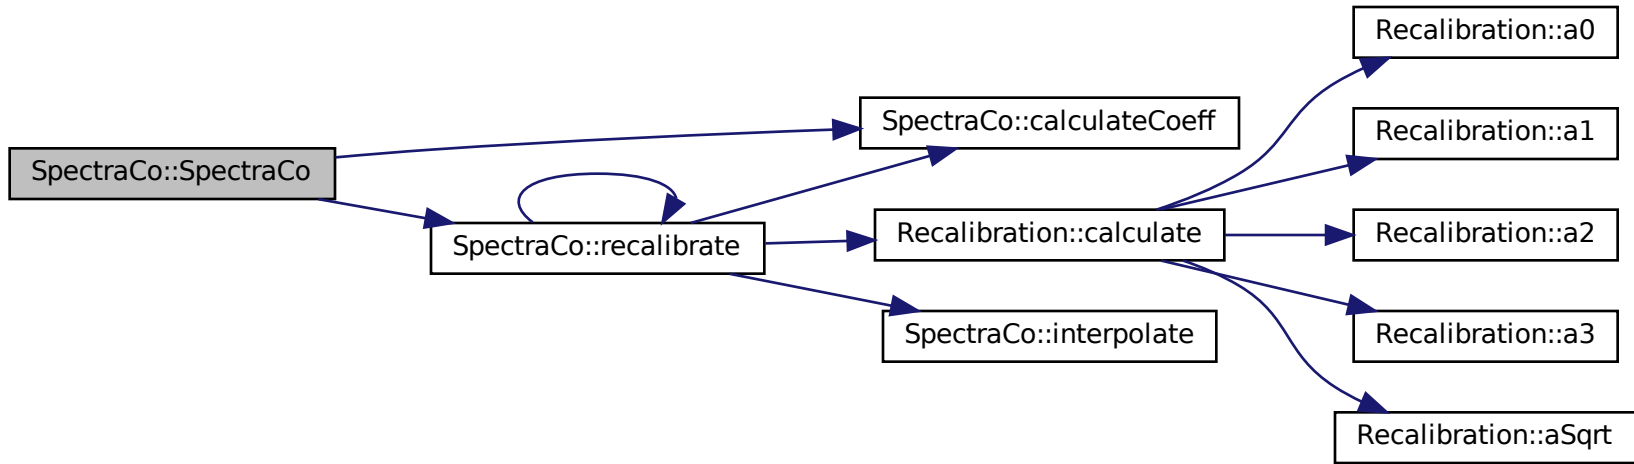 SpectraCo::SpectraCo
SpectraCo::recalibrate
SpectraCo::calculateCoeff
Recalibration::calculate
SpectraCo::interpolate
Recalibration::a0
Recalibration::a1
Recalibration::a2
Recalibration::a3
Recalibration::aSqrt